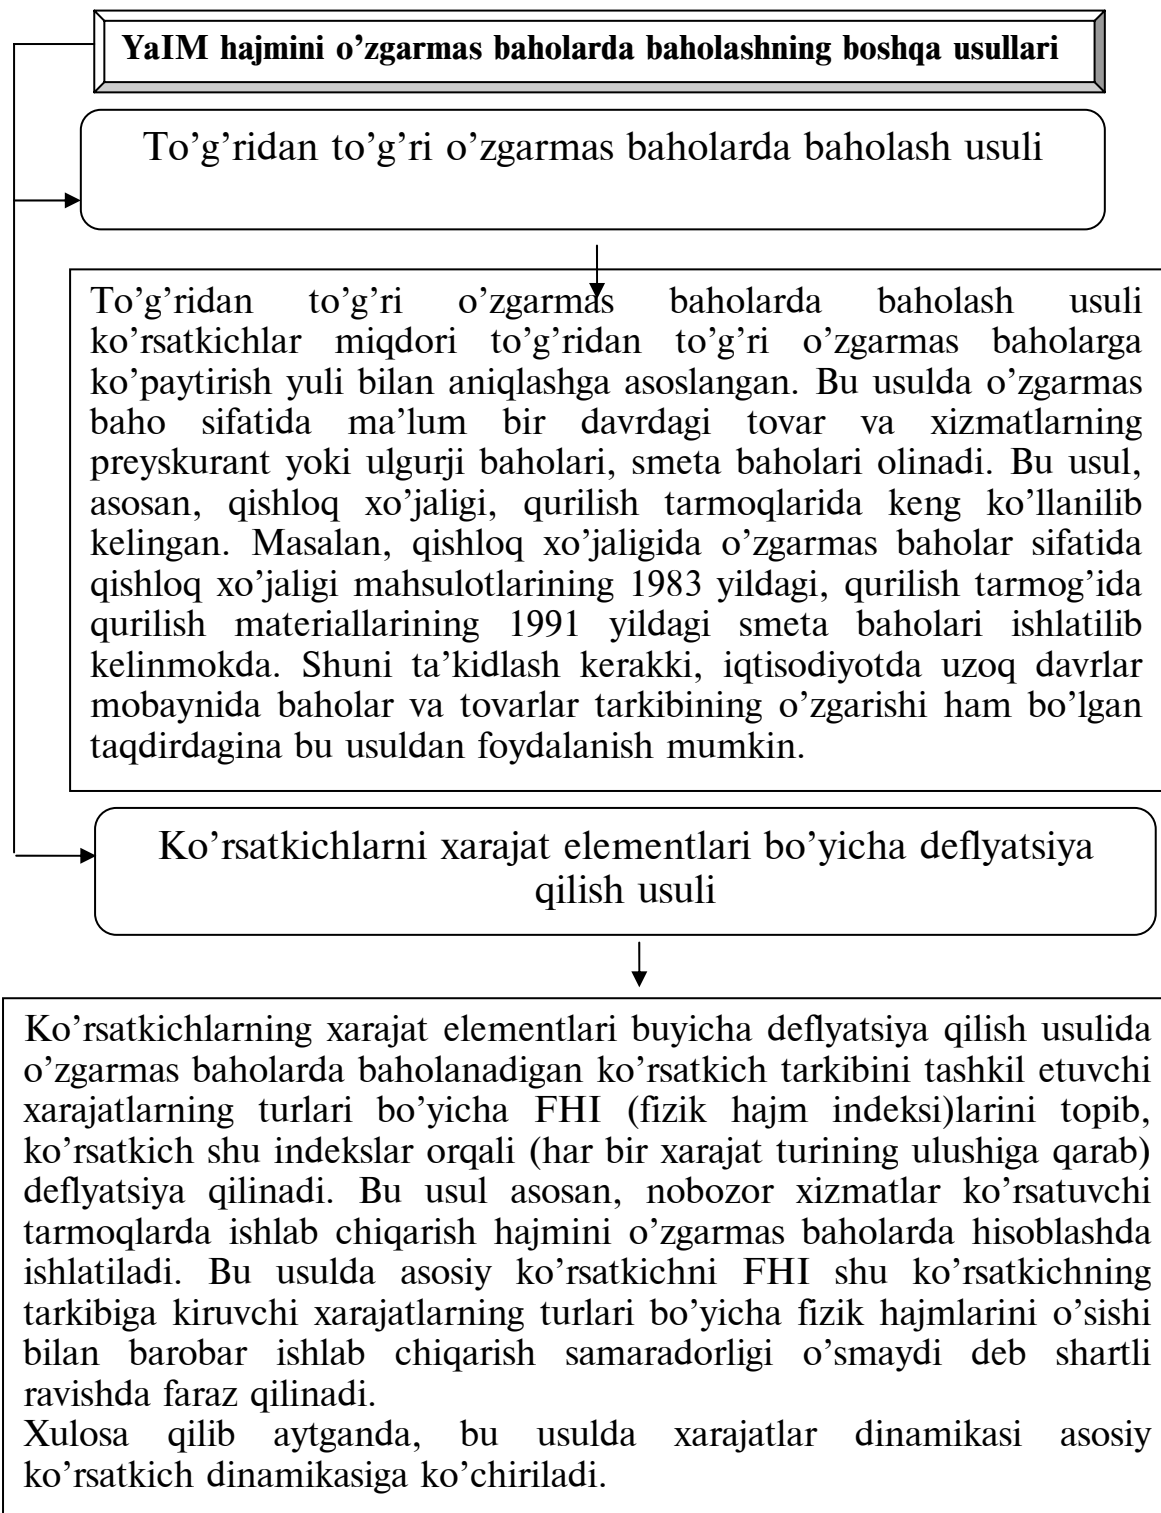 YaIM hajmini o’zgarmas baholarda baholashning boshqa usullari
To’g’ridan to’g’ri o’zgarmas baholarda baholash usuli
To’g’ridan to’g’ri o’zgarmas baholarda baholash usuli
ko’rsatkichlar miqdori to’g’ridan to’g’ri o’zgarmas baholarga
ko’paytirish yuli bilan aniqlashga asoslangan. Bu usulda o’zgarmas
baho sifatida ma’lum bir davrdagi tovar va xizmatlarning
preyskurant yoki ulgurji baholari, smeta baholari olinadi. Bu usul,
asosan, qishloq xo’jaligi, qurilish tarmoqlarida keng ko’llanilib
kelingan. Masalan, qishloq xo’jaligida o’zgarmas baholar sifatida
qishloq xo’jaligi mahsulotlarining 1983 yildagi, qurilish tarmog’ida
qurilish materiallarining 1991 yildagi smeta baholari ishlatilib
kelinmokda. Shuni ta’kidlash kerakki, iqtisodiyotda uzoq davrlar
mobaynida baholar va tovarlar tarkibining o’zgarishi ham bo’lgan
taqdirdagina bu usuldan foydalanish mumkin.
Ko’rsatkichlarni xarajat elementlari bo’yicha deflyatsiya
qilish usuli
Ko’rsatkichlarning xarajat elementlari buyicha deflyatsiya qilish usulida
o’zgarmas baholarda baholanadigan ko’rsatkich tarkibini tashkil etuvchi
xarajatlarning turlari bo’yicha FHI (fizik hajm indeksi)larini topib,
ko’rsatkich shu indekslar orqali (har bir xarajat turining ulushiga qarab)
deflyatsiya qilinadi. Bu usul asosan, nobozor xizmatlar ko’rsatuvchi
tarmoqlarda ishlab chiqarish hajmini o’zgarmas baholarda hisoblashda
ishlatiladi. Bu usulda asosiy ko’rsatkichni FHI shu ko’rsatkichning
tarkibiga kiruvchi xarajatlarning turlari bo’yicha fizik hajmlarini o’sishi
bilan barobar ishlab chiqarish samaradorligi o’smaydi deb shartli
ravishda faraz qilinadi.
Xulosa qilib aytganda, bu usulda xarajatlar dinamikasi asosiy
ko’rsatkich dinamikasiga ko’chiriladi.